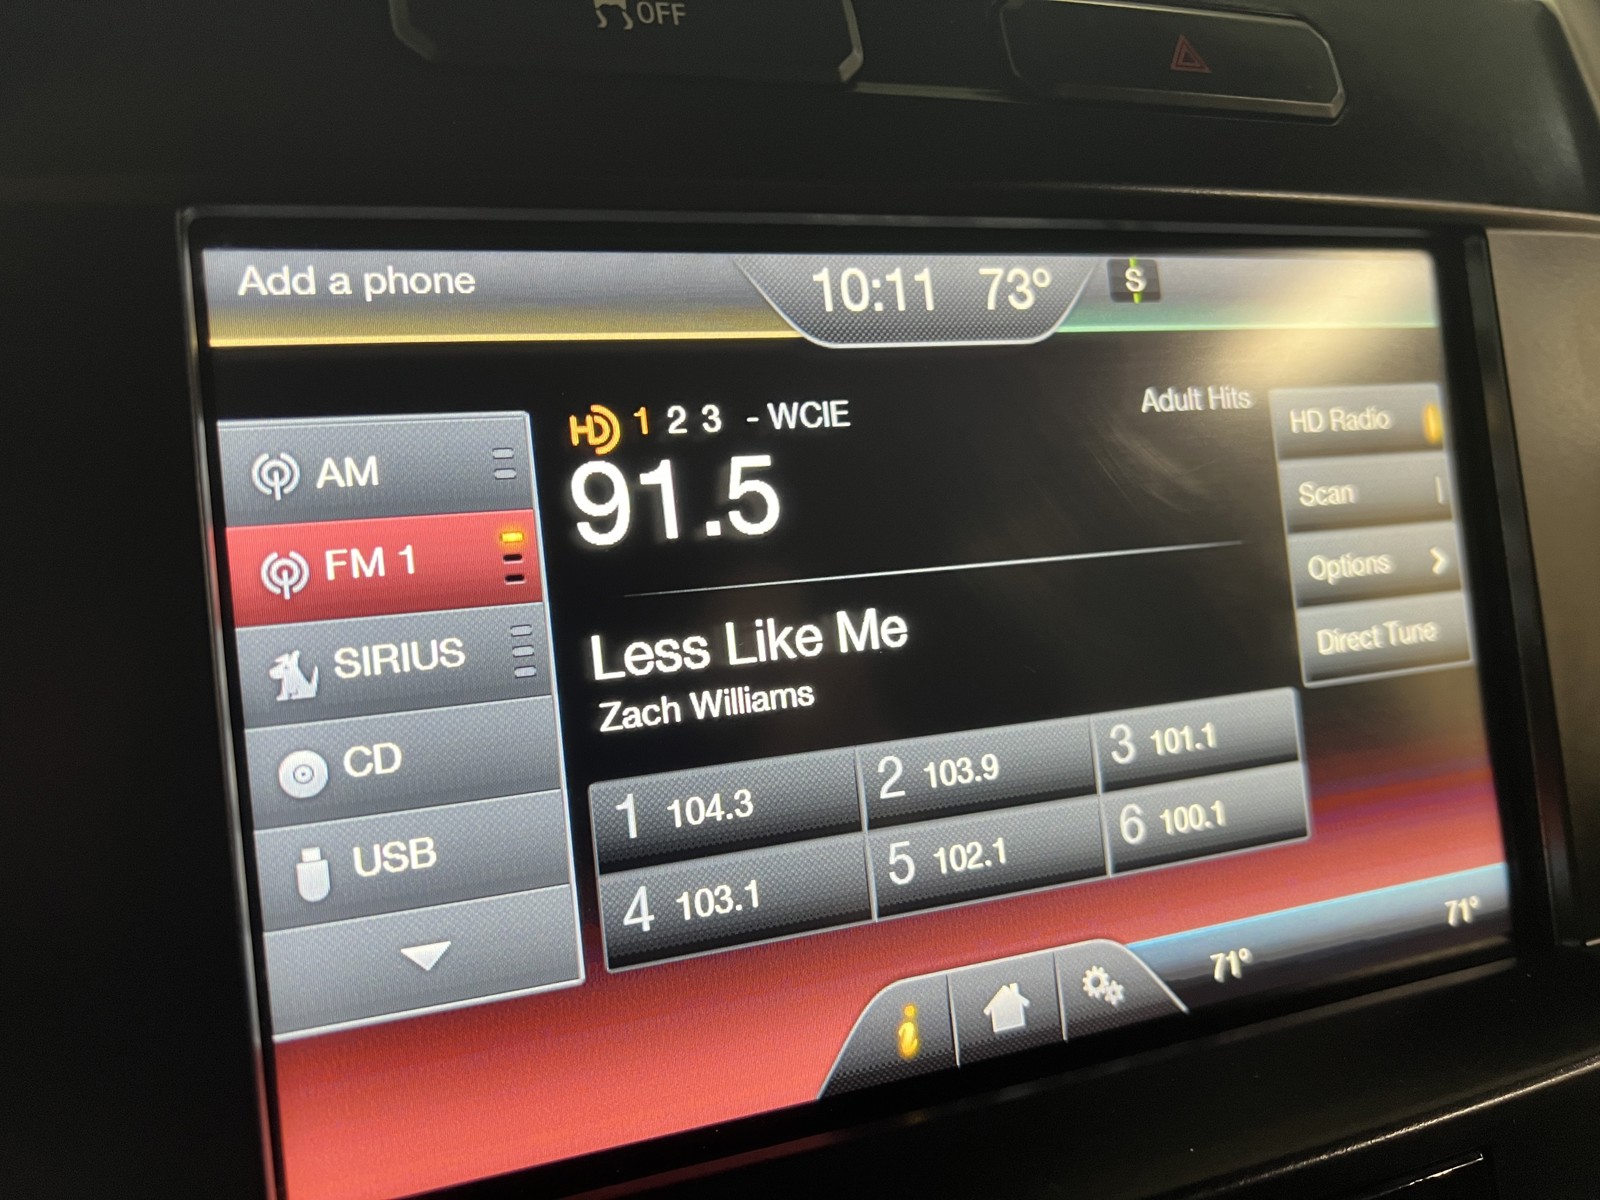 OFF
Add a phone
10:11 73°
S
HD 1 2 3 - WCIE
Adult Hits
91.5
Less Like Me
Zach Williams
AM
FM 1
SIRIUS
CD
USB
HD Radio
Scan
Options
Direct Tune
1 104.3
2 103.9
3 101.1
4 103.1
5 102.1
6 100.1
i
71°
71°